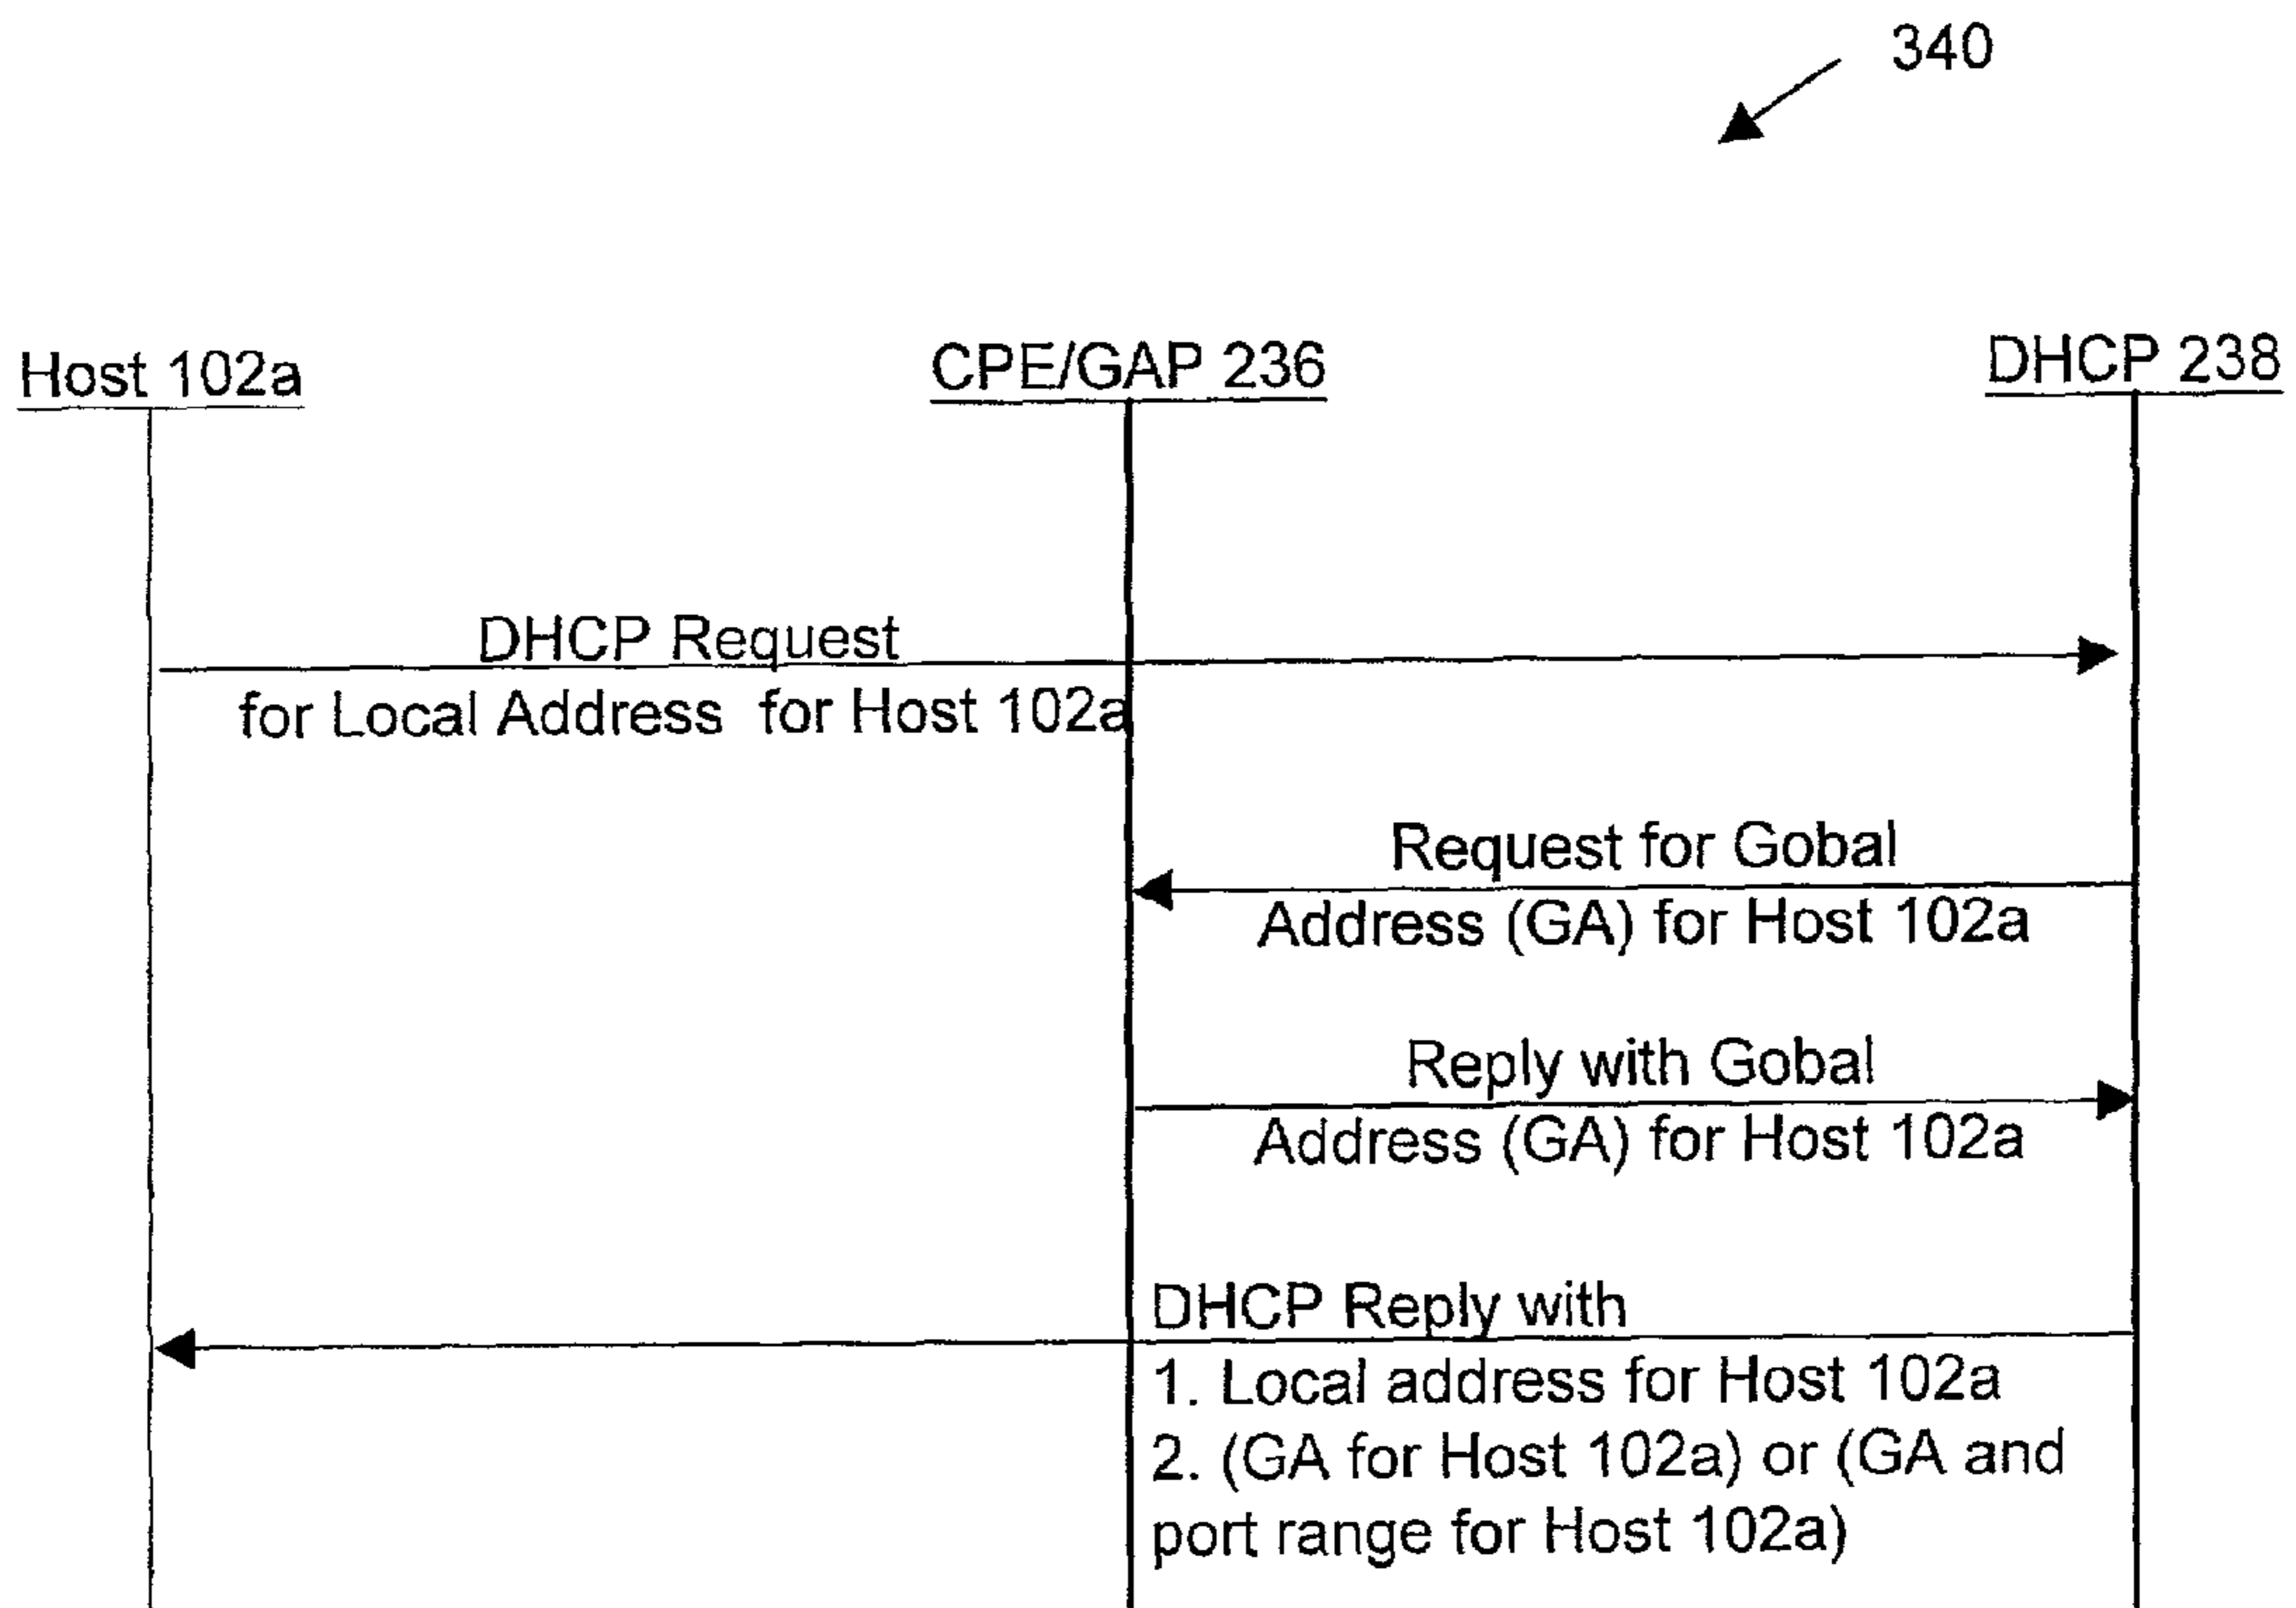 340
Host 102a
CPE/GAP 236
DHCP 238
DHCP Request
for Local Address for Host 102a
Request for Gobal
Address (GA) for Host 102a
Reply with Gobal
Address (GA) for Host 102a
DHCP Reply with
1. Local address for Host 102a
2. (GA for Host 102a) or (GA and
port range for Host 102a)